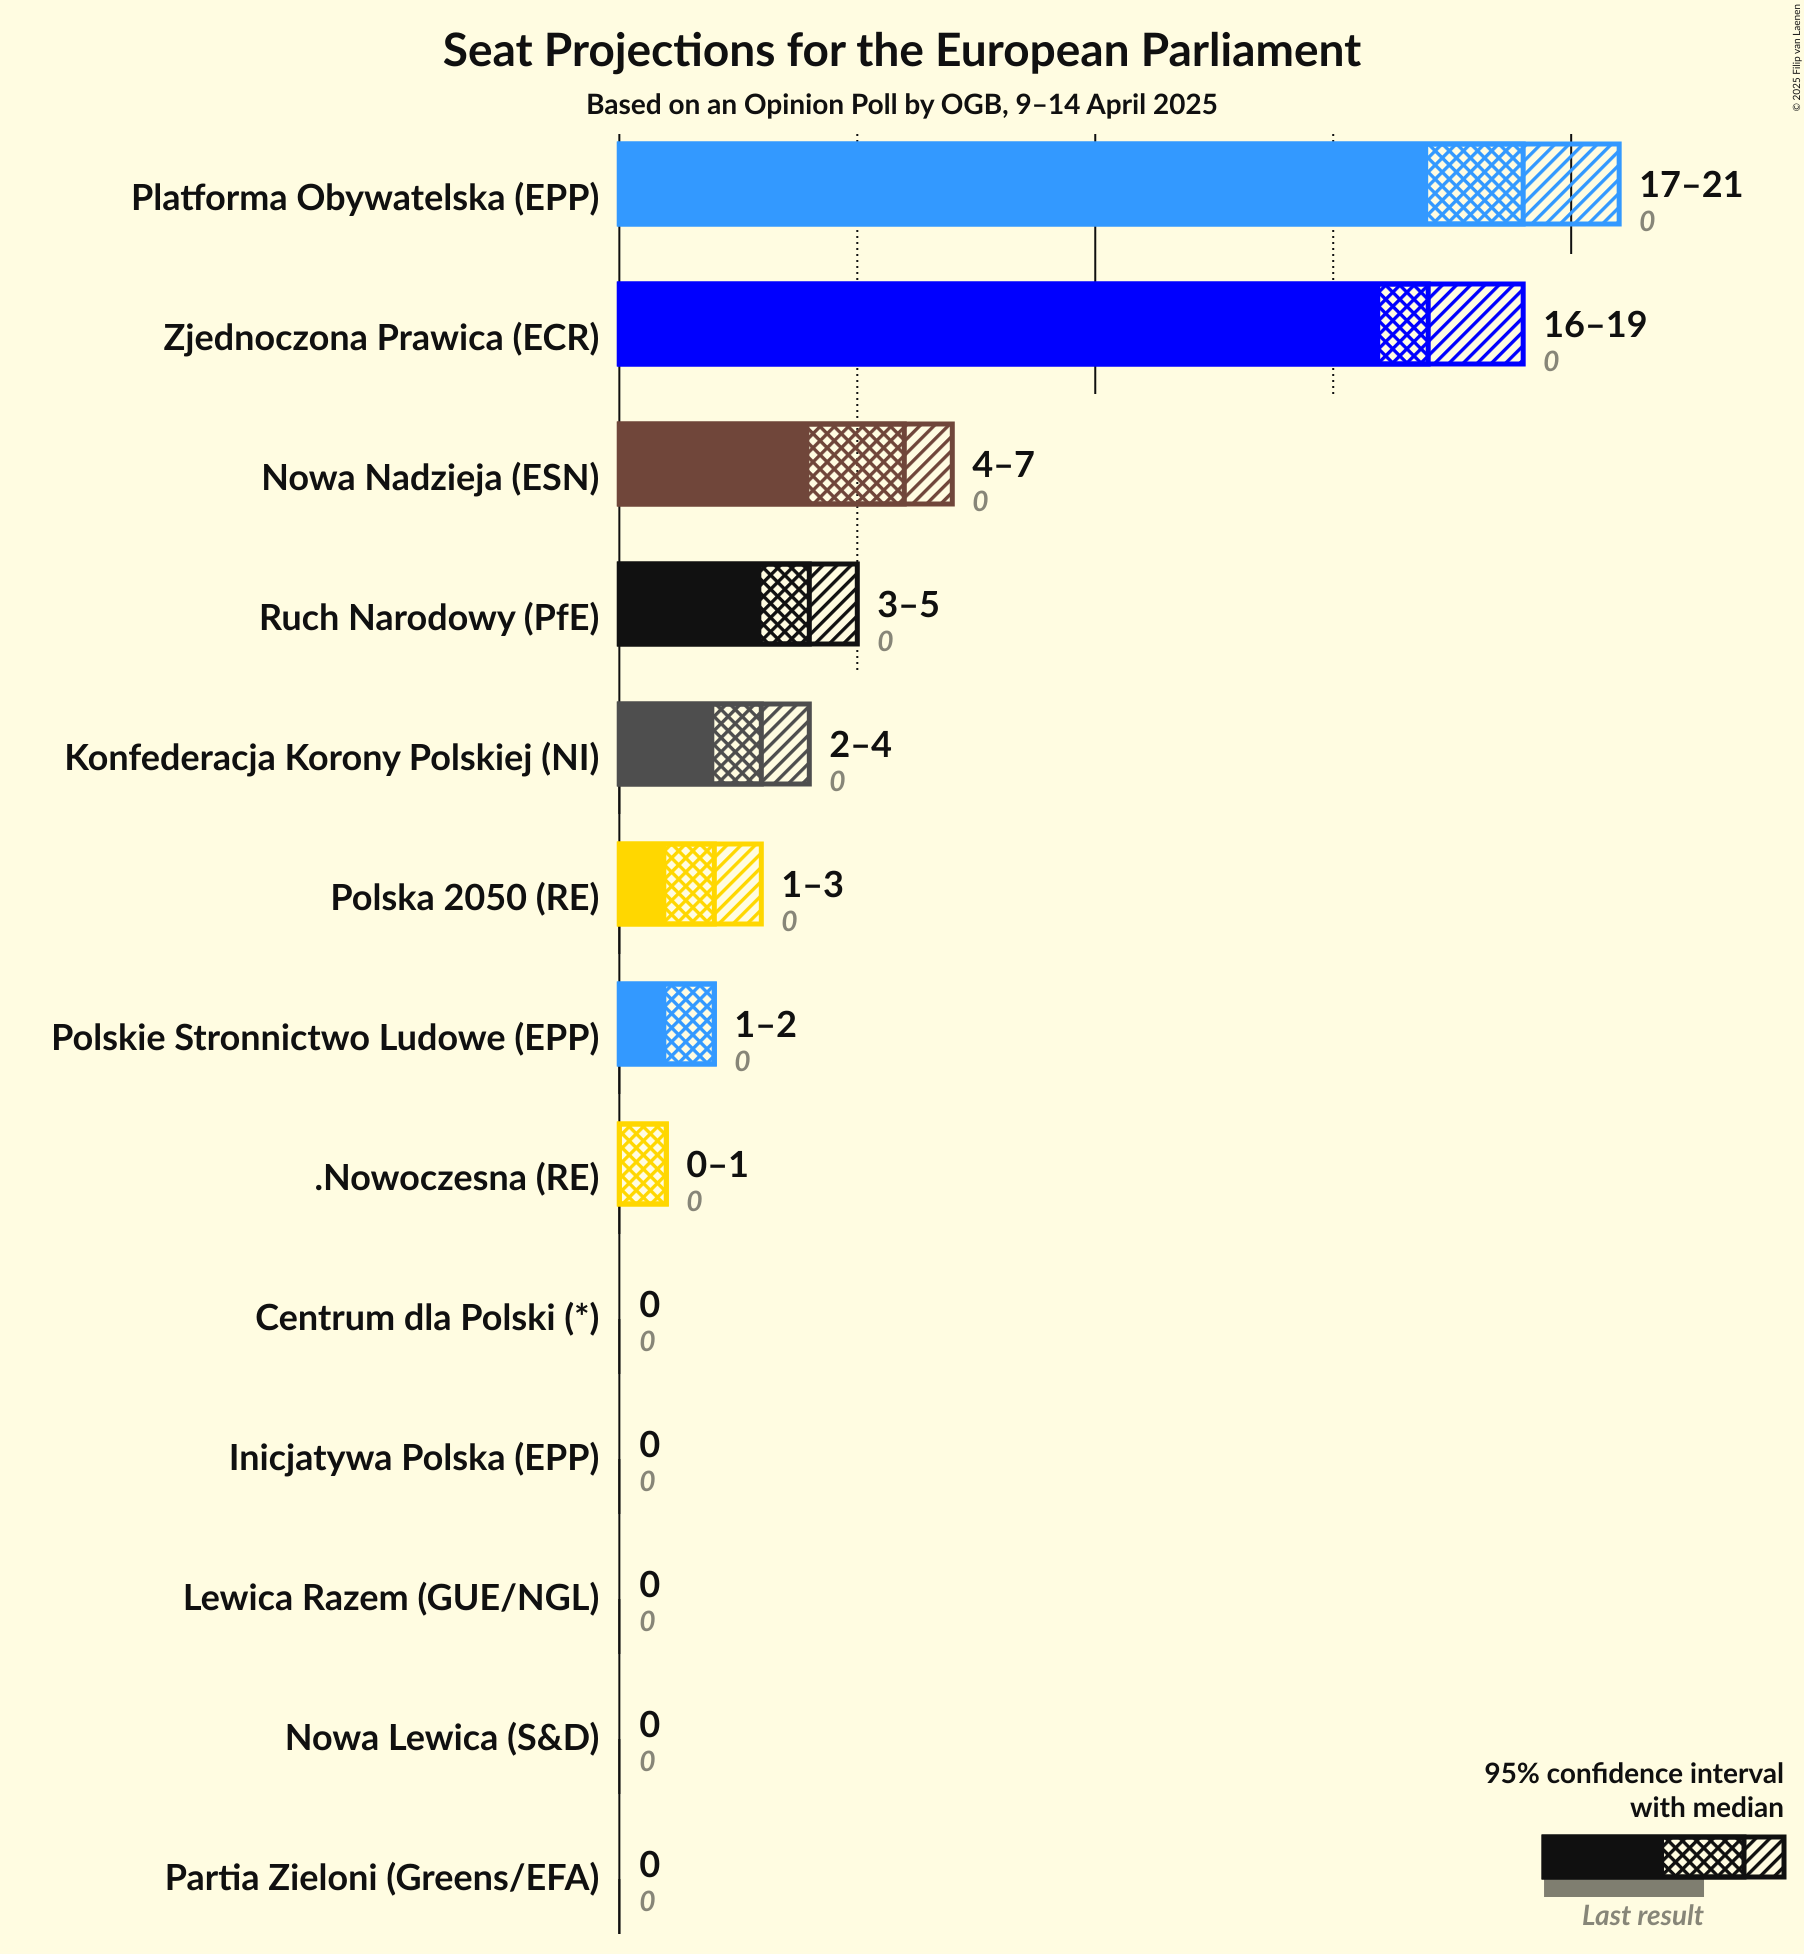 Seat Projections for the European Parliament
Based on an Opinion Poll by OGB, 9–14 April 2025
© 2025 Filip van Laenen
Platforma Obywatelska (EPP)
17–21
0
Zjednoczona Prawica (ECR)
16–19
0
Nowa Nadzieja (ESN)
4–7
0
Ruch Narodowy (PfE)
3–5
0
Konfederacja Korony Polskiej (NI)
2–4
0
Polska 2050 (RE)
1–3
0
Polskie Stronnictwo Ludowe (EPP)
1–2
0
.Nowoczesna (RE)
0–1
0
Centrum dla Polski (*)
0
0
Inicjatywa Polska (EPP)
0
0
Lewica Razem (GUE/NGL)
0
0
Nowa Lewica (S&D)
0
0
Partia Zieloni (Greens/EFA)
0
0
95% confidence interval
with median
Last result